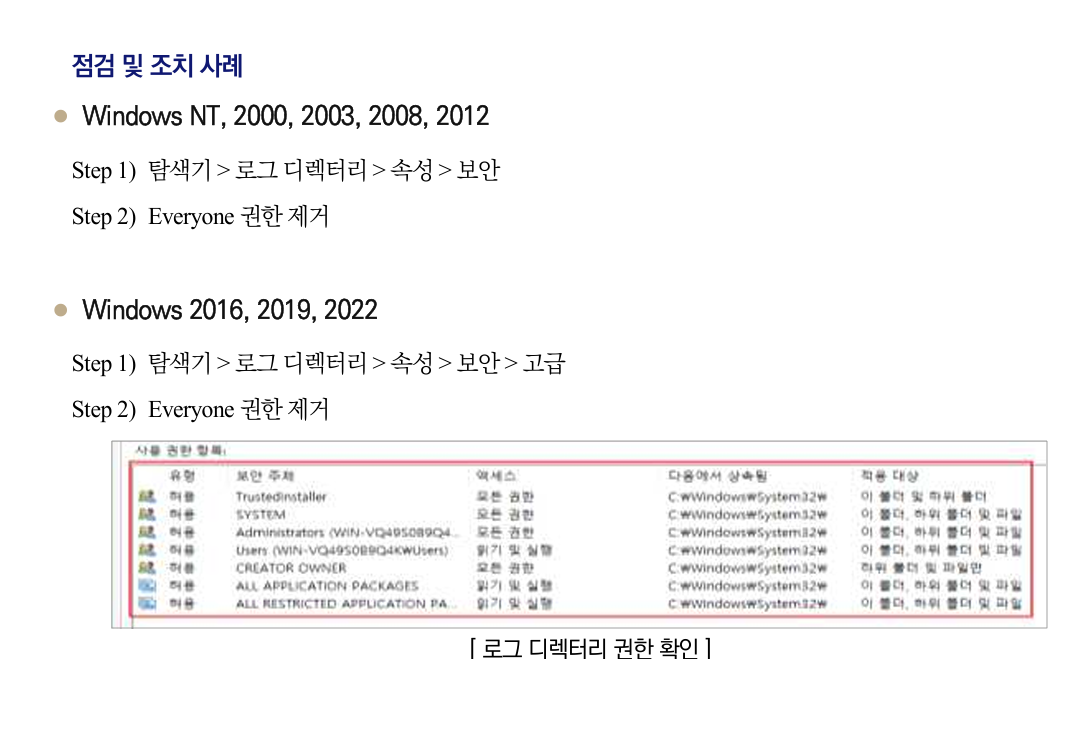 점검 및 조치 사례
● Windows NT, 2000, 2003, 2008, 2012
Step 1) 탐색기 > 로그 디렉터리 > 속성 > 보안
Step 2) Everyone 권한 제거
● Windows 2016, 2019, 2022
Step 1) 탐색기 > 로그 디렉터리 > 속성 > 보안 > 고급
Step 2) Everyone 권한 제거
사용 권한 항목:
유형 보안 주체 액세스 다음에서 상속됨 적용 대상
허용 TrustedInstaller 모든 권한 C:₩Windows₩System32₩ 이 폴더 및 하위 폴더
허용 SYSTEM 모든 권한 C:₩Windows₩System32₩ 이 폴더, 하위 폴더 및 파일
허용 Administrators (WIN-VQ49S0B9Q4... 모든 권한 C:₩Windows₩System32₩ 이 폴더, 하위 폴더 및 파일
허용 Users (WIN-VQ49S0B9Q4K₩Users) 읽기 및 실행 C:₩Windows₩System32₩ 이 폴더, 하위 폴더 및 파일
허용 CREATOR OWNER 모든 권한 C:₩Windows₩System32₩ 하위 폴더 및 파일만
허용 ALL APPLICATION PACKAGES 읽기 및 실행 C:₩Windows₩System32₩ 이 폴더, 하위 폴더 및 파일
허용 ALL RESTRICTED APPLICATION PA... 읽기 및 실행 C:₩Windows₩System32₩ 이 폴더, 하위 폴더 및 파일
[ 로그 디렉터리 권한 확인 ]